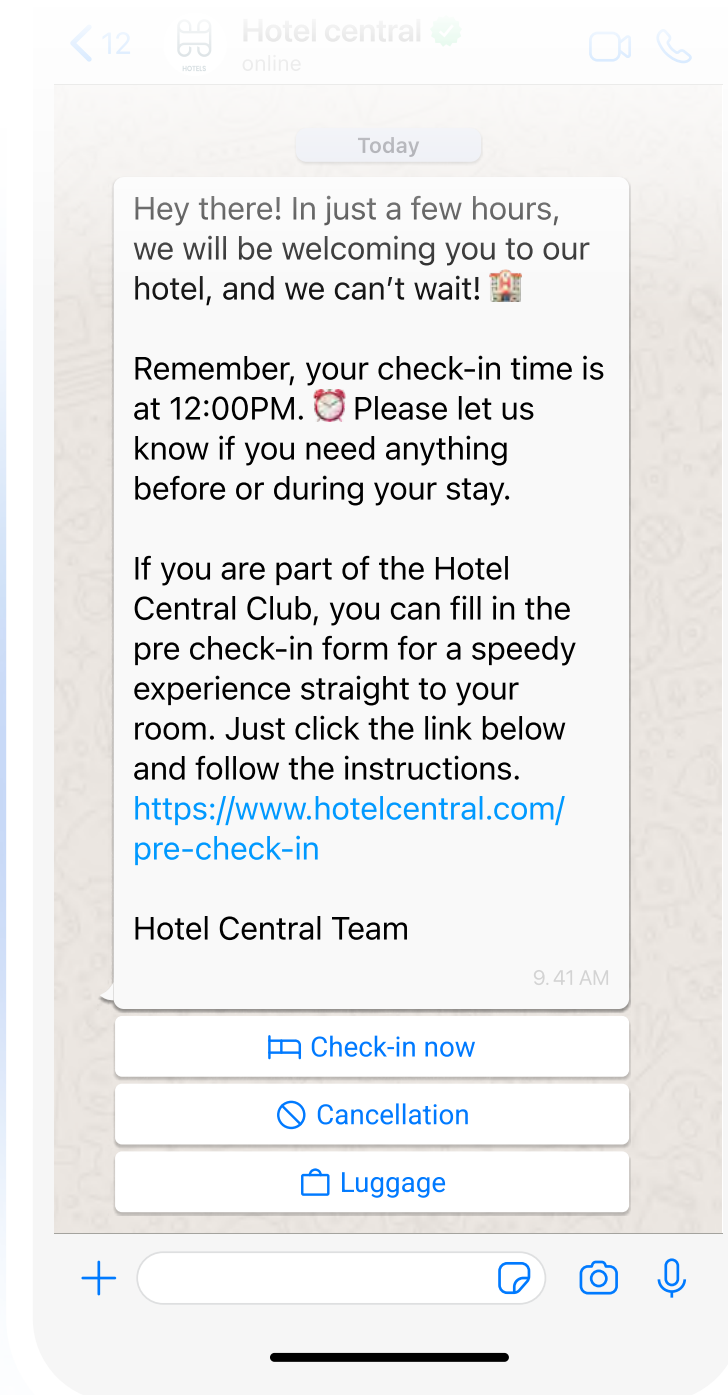 12
Hotel central
online
HOTELS
Today
Hey there! In just a few hours,
we will be welcoming you to our
hotel, and we can’t wait! 🏨
Remember, your check-in time is
at 12:00PM. ⏰ Please let us
know if you need anything
before or during your stay.
If you are part of the Hotel
Central Club, you can fill in the
pre check-in form for a speedy
experience straight to your
room. Just click the link below
and follow the instructions.
https://www.hotelcentral.com/
pre-check-in
Hotel Central Team
9.41 AM
Check-in now
Cancellation
Luggage